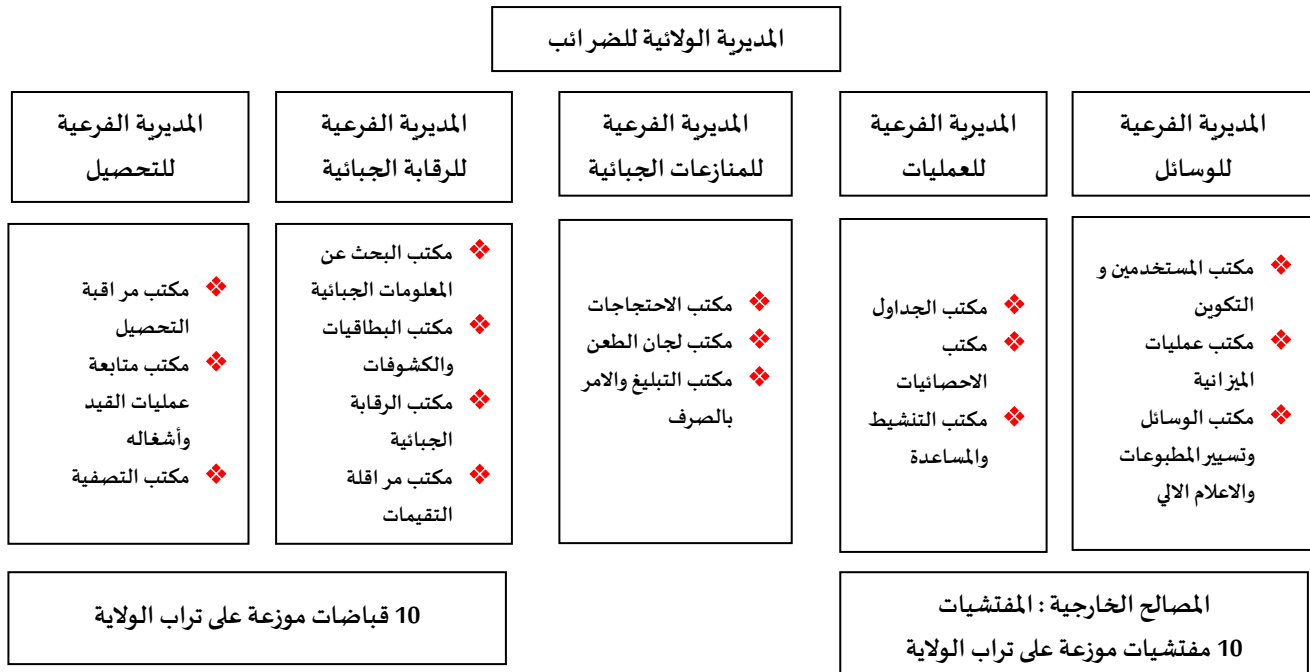 المديرية الولائية للضرائب
المديرية الفرعية
للوسائل
المديرية الفرعية
للعمليات
المديرية الفرعية
للمنازعات الجبائية
المديرية الفرعية
للرقابة الجبائية
المديرية الفرعية
للتحصيل
مكتب المستخدمين و
التكوين
مكتب عمليات
الميزانية
مكتب الوسائل
وتسيير المطبوعات
والاعلام الالي
مكتب الجداول
مكتب
الاحصائيات
مكتب التنشيط
والمساعدة
مكتب الاحتجاجات
مكتب لجان الطعن
مكتب التبليغ والامر
بالصرف
مكتب البحث عن
المعلومات الجبائية
مكتب البطاقيات
والكشوفات
مكتب الرقابة
الجبائية
مكتب مراقلة
التقيمات
مكتب مراقبة
التحصيل
مكتب متابعة
عمليات القيد
وأشغاله
مكتب التصفية
المصالح الخارجية : المفتشيات
10 مفتشيات موزعة على تراب الولاية
10 قباضات موزعة على تراب الولاية